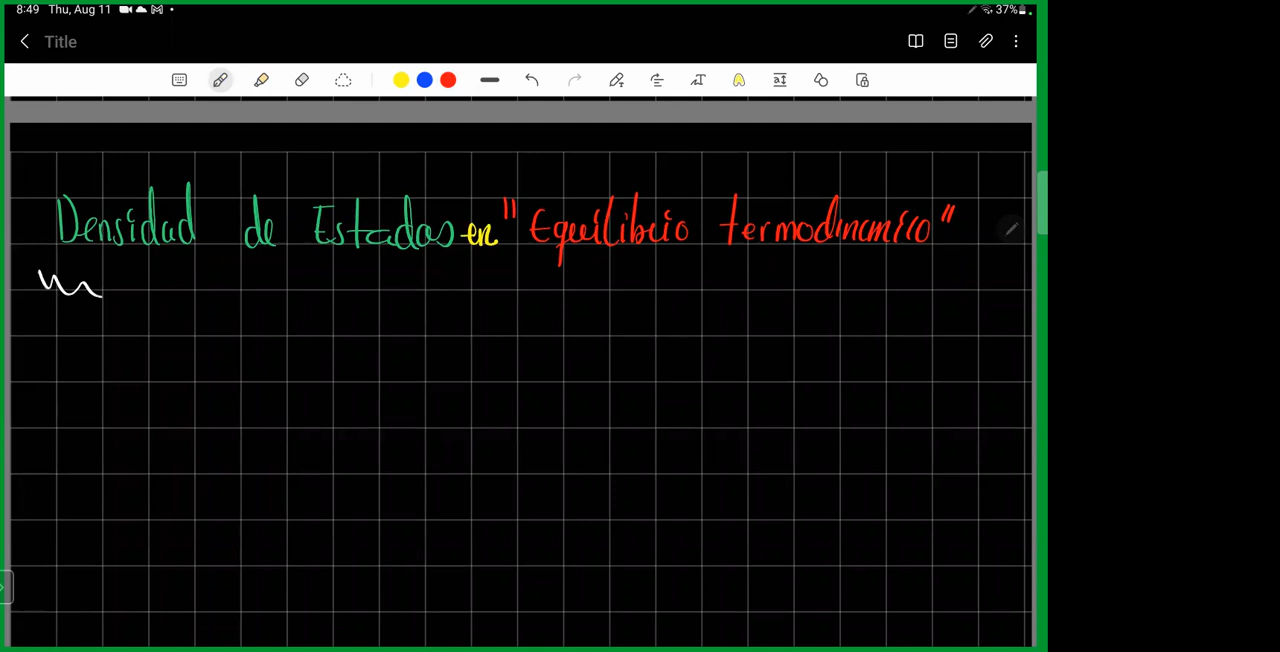 8:49 Thu, Aug 11 37%
Title
Densidad de Estados en "Equilibrio termodinamico"